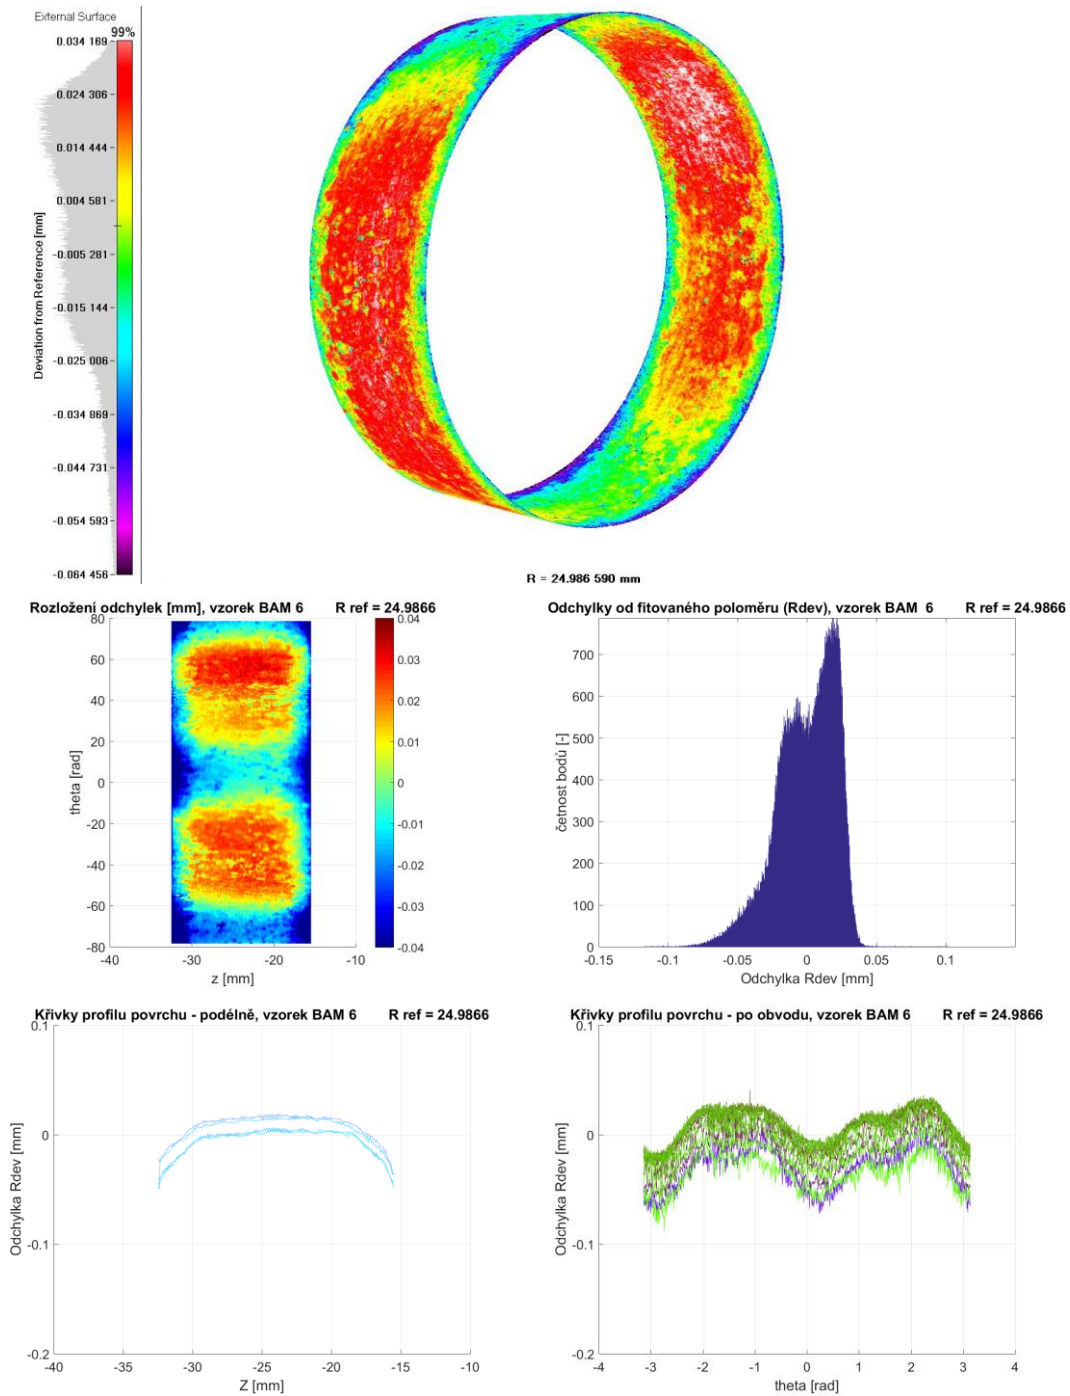 External Surface
99%
0.034 169
0.024 306
0.014 444
0.004 581
-0.005 281
-0.015 144
-0.025 006
-0.034 869
-0.044 731
-0.054 593
-0.064 456
Deviation from Reference [mm]
R = 24.986 590 mm
Rozložení odchylek [mm], vzorek BAM 6 R ref = 24.9866
80
60
40
20
0
-20
-40
-60
-80
theta [rad]
-40 -30 -20 -10
z [mm]
0.04
0.03
0.02
0.01
0
-0.01
-0.02
-0.03
-0.04
Odchylky od fitovaného poloměru (Rdev), vzorek BAM 6 R ref = 24.9866
700
600
500
400
300
200
100
0
četnost bodů [-]
-0.15 -0.1 -0.05 0 0.05 0.1
Odchylka Rdev [mm]
Křivky profilu povrchu - podélně, vzorek BAM 6 R ref = 24.9866
0.1
0
-0.1
-0.2
Odchylka Rdev [mm]
-40 -35 -30 -25 -20 -15 -10
Z [mm]
Křivky profilu povrchu - po obvodu, vzorek BAM 6 R ref = 24.9866
0.1
0
-0.1
-0.2
Odchylka Rdev [mm]
-4 -3 -2 -1 0 1 2 3 4
theta [rad]